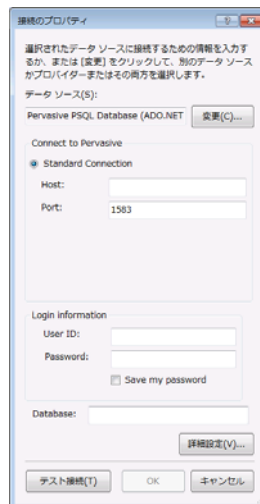 接続のプロパティ
選択されたデータ ソースに接続するための情報を入力す
るか、または [変更] をクリックして、別のデータ ソース
かプロバイダーまたはその両方を選択します。
データ ソース(S):
Pervasive PSQL Database (ADO.NET
変更(C)...
Connect to Pervasive
Standard Connection
Host:
Port:
1583
Login information
User ID:
Password:
Save my password
Database:
詳細設定(V)...
テスト接続(T)
OK
キャンセル